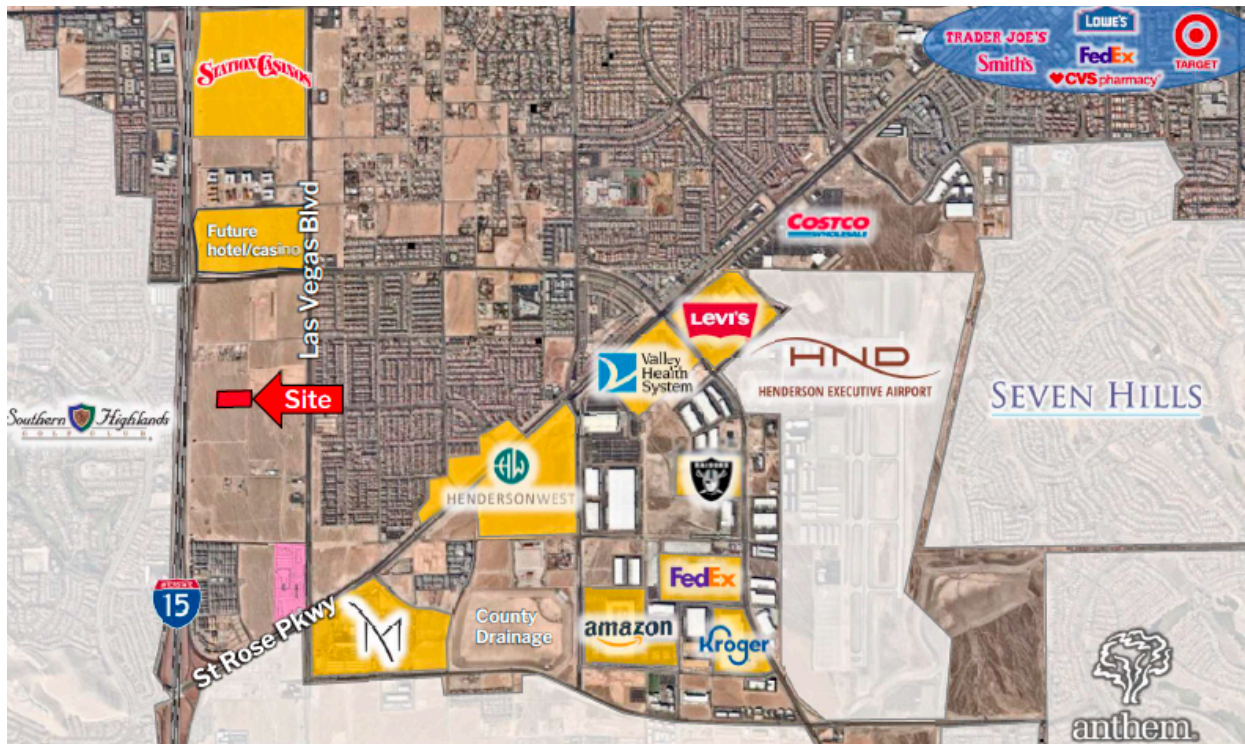 STATION CASINOS
TRADER JOE'S
LOWE'S
Smith's
FedEx
CVS pharmacy
TARGET
Future
hotel/casino
Las Vegas Blvd
COSTCO
WHOLESALE
LEVI'S
Valley
Health
System
HND
HENDERSON EXECUTIVE AIRPORT
SEVEN HILLS
Site
Southern Highlands
GOLF CLUB
HW
HENDERSONWEST
RAIDERS
INTERSTATE
15
St Rose Pkwy
M
County
Drainage
FedEx
amazon
Kroger
anthem.